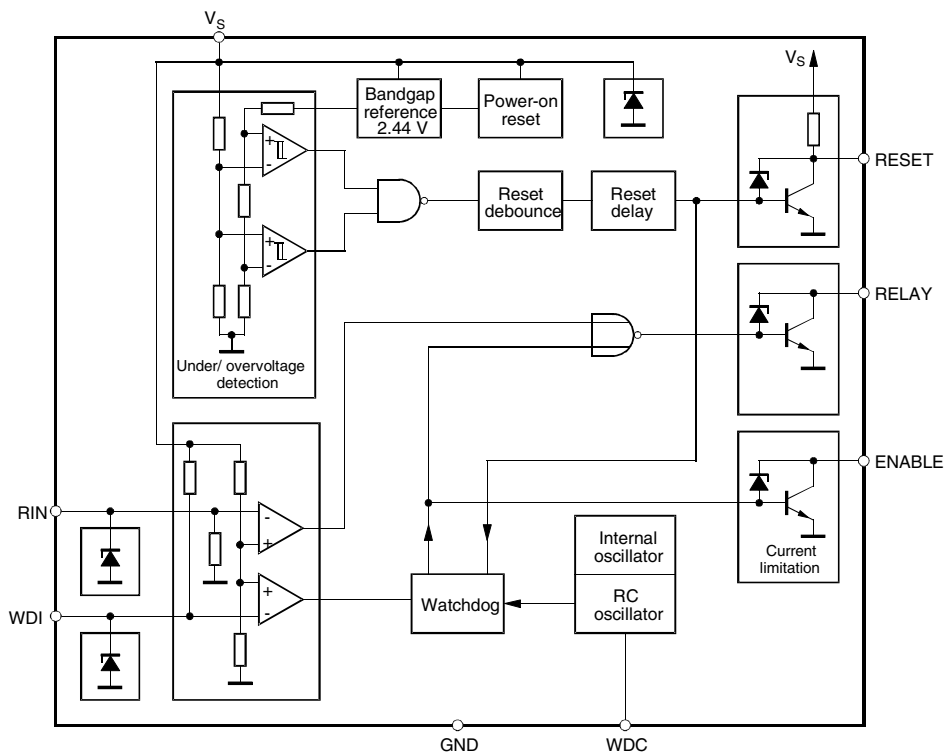 VS
VS
Bandgap
reference
2.44 V
Power-on
reset
+
-
+
-
RESET
Reset
debounce
Reset
delay
RELAY
Under/ overvoltage
detection
ENABLE
RIN
-
+
+
-
Internal
oscillator
RC
oscillator
Current
limitation
Watchdog
WDI
GND
WDC